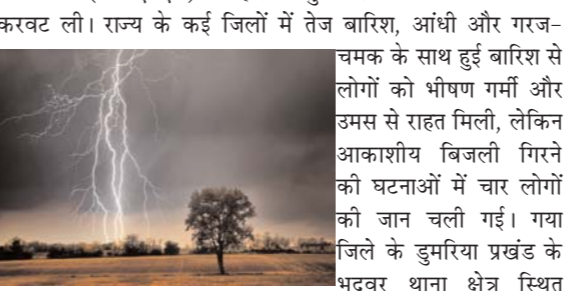 करवट ली। राज्य के कई जिलों में तेज बारिश, आंधी और गरज–
चमक के साथ हुई बारिश से
लोगों को भीषण गर्मी और
उमस से राहत मिली, लेकिन
आकाशीय बिजली गिरने
की घटनाओं में चार लोगों
की जान चली गई। गया
जिले के डुमरिया प्रखंड के
भदवर थाना क्षेत्र स्थित